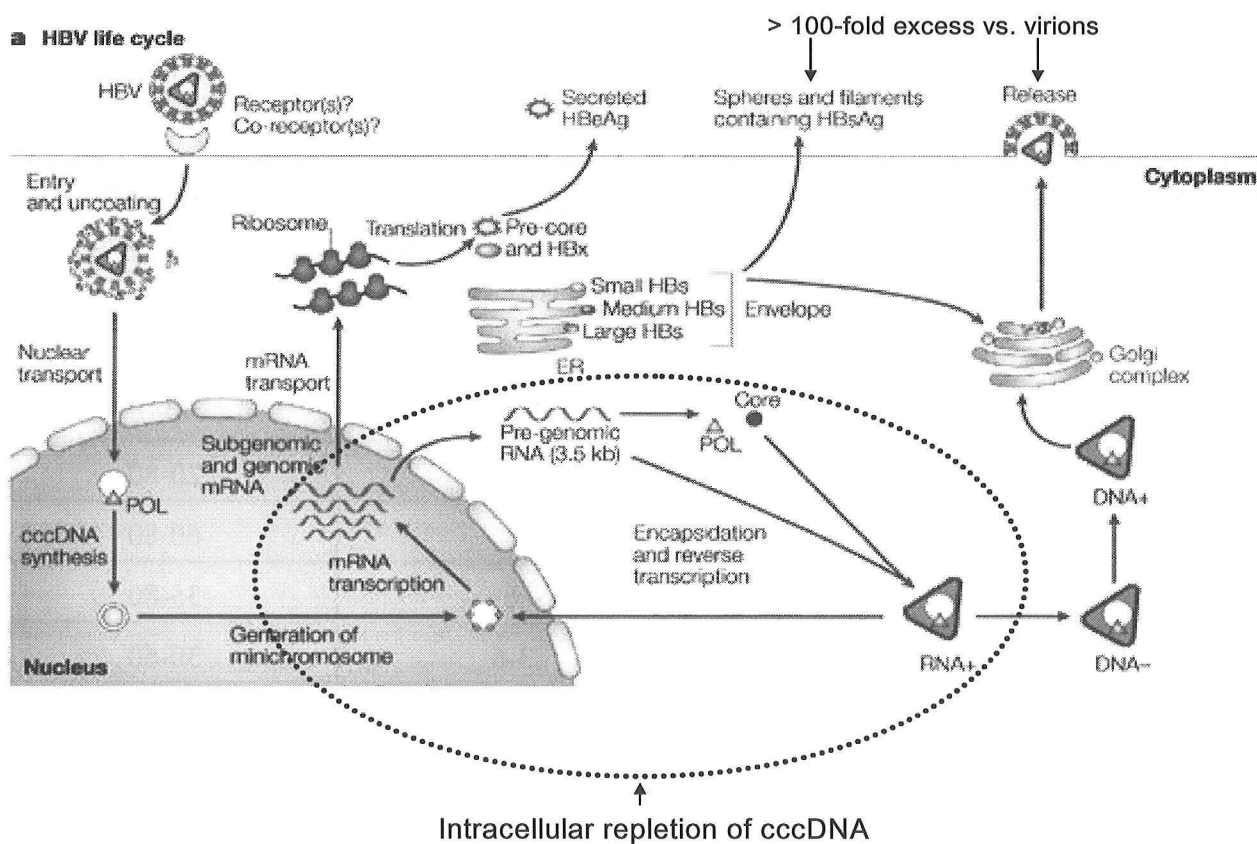 > 100-fold excess vs. virions
a HBV life cycle
HBV
Receptor(s)?
Co-receptor(s)?
Secreted
HBeAg
Spheres and filaments
containing HBsAg
Release
Cytoplasm
Entry
and uncoating
Ribosome
Translation
Pre-core
and HBx
Small HBs
Medium HBs
Large HBs
Envelope
ER
Golgi
complex
Nuclear
transport
mRNA
transport
Subgenomic
and genomic
mRNA
Pre-genomic
RNA (3.5 kb)
Core
POL
POL
DNA+
cccDNA
synthesis
mRNA
transcription
Encapsidation
and reverse
transcription
Generation of
minichromosome
Nucleus
RNA+
DNA–
Intracellular repletion of cccDNA